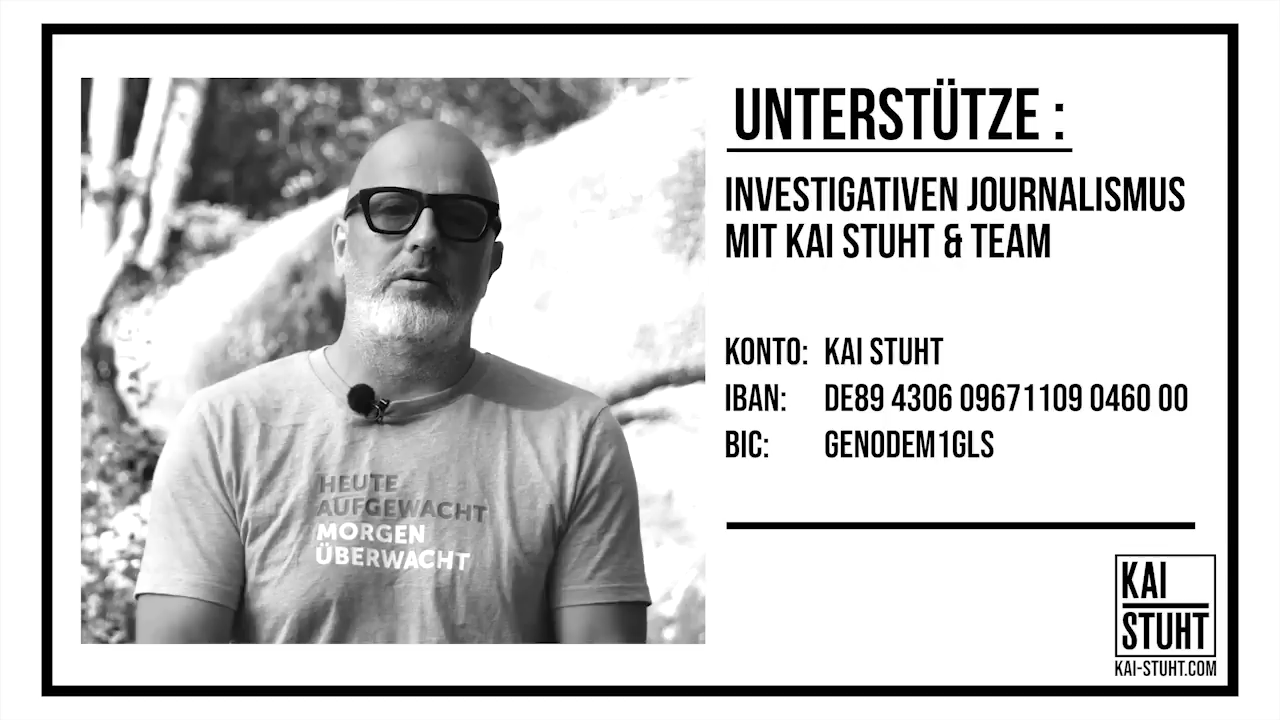 UNTERSTÜTZE :
INVESTIGATIVEN JOURNALISMUS
MIT KAI STUHT & TEAM
KONTO: KAI STUHT
IBAN: DE89 4306 09671109 0460 00
BIC: GENODEM1GLS
HEUTE
AUFGEWACHT
MORGEN
ÜBERWACHT
KAI
STUHT
KAI-STUHT.COM